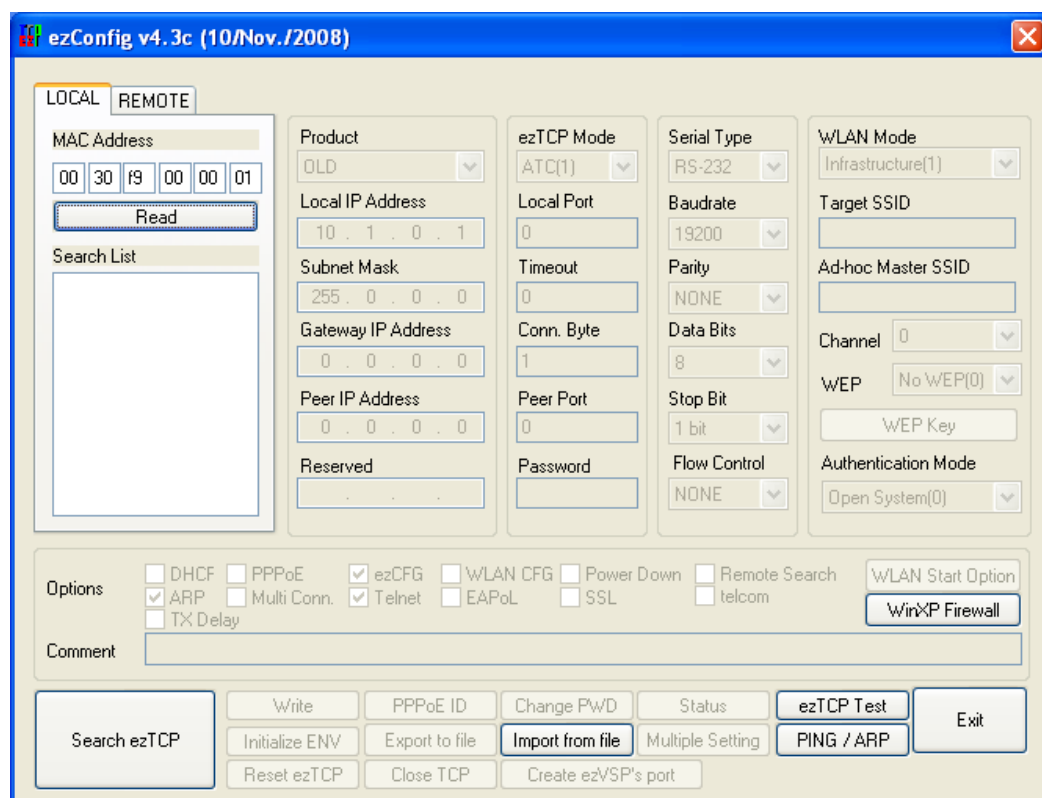 ezConfig v4.3c (10/Nov./2008)
LOCAL REMOTE
MAC Address
00 30 f9 00 00 01
Read
Search List
Product
OLD
Local IP Address
10 . 1 . 0 . 1
Subnet Mask
255 . 0 . 0 . 0
Gateway IP Address
0 . 0 . 0 . 0
Peer IP Address
0 . 0 . 0 . 0
Reserved
. . .
ezTCP Mode
ATC(1)
Local Port
0
Timeout
0
Conn. Byte
1
Peer Port
0
Password
Serial Type
RS-232
Baudrate
19200
Parity
NONE
Data Bits
8
Stop Bit
1 bit
Flow Control
NONE
WLAN Mode
Infrastructure(1)
Target SSID
Ad-hoc Master SSID
Channel 0
WEP No WEP(0)
WEP Key
Authentication Mode
Open System(0)
Options
DHCF PPPoE ezCFG WLAN CFG Power Down Remote Search
ARP Multi Conn. Telnet EAPoL SSL telcom
TX Delay
WLAN Start Option
WinXP Firewall
Comment
Search ezTCP
Write PPPoE ID Change PWD Status ezTCP Test
Initialize ENV Export to file Import from file Multiple Setting PING / ARP
Reset ezTCP Close TCP Create ezVSP's port
Exit